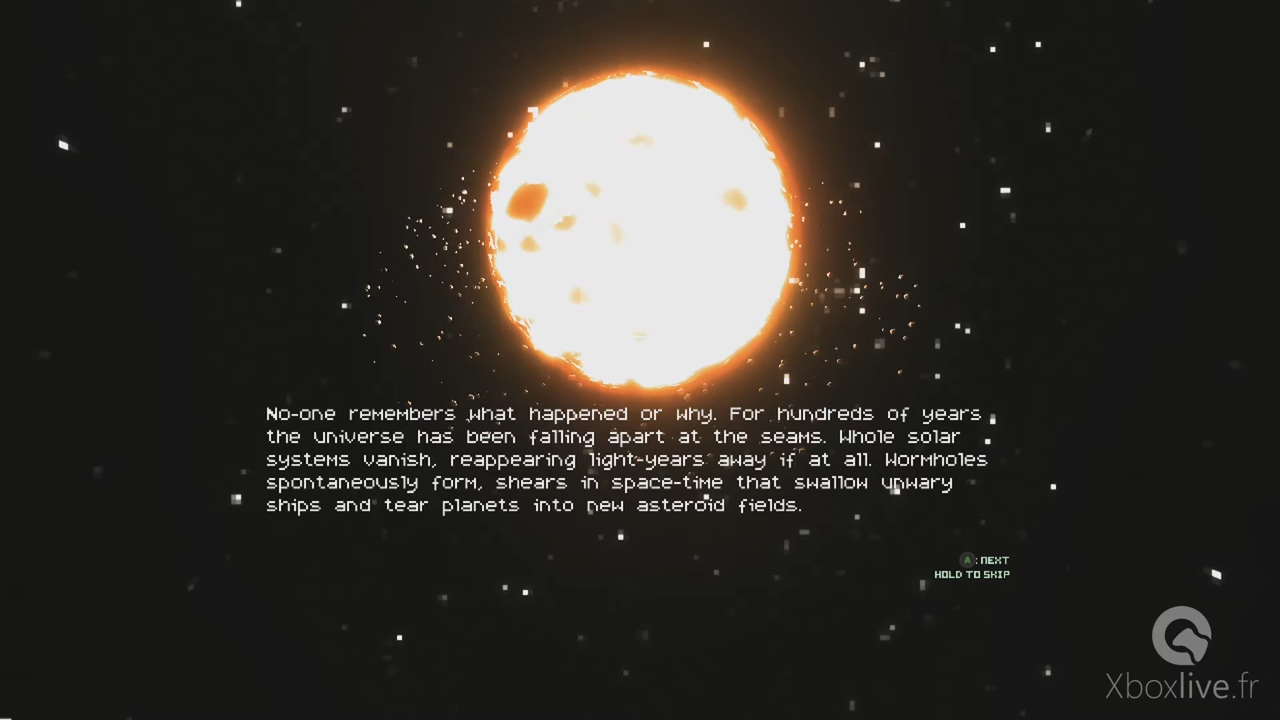 No-one remembers what happened or why. For hundreds of years
the universe has been falling apart at the seams. Whole solar
systems vanish, reappearing light-years away if at all. Wormholes
spontaneously form, shears in space-time that swallow unwary
ships and tear planets into new asteroid fields.
A: NEXT
HOLD TO SKIP
Xboxlive.fr